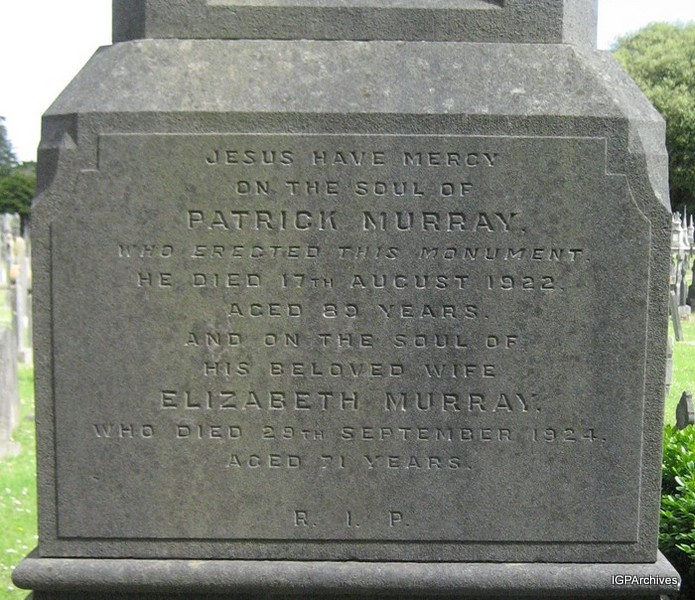 JESUS HAVE MERCY
ON THE SOUL OF
PATRICK MURRAY,
WHO ERECTED THIS MONUMENT.
HE DIED 17TH AUGUST 1922,
AGED 89 YEARS.
AND ON THE SOUL OF
HIS BELOVED WIFE
ELIZABETH MURRAY,
WHO DIED 29TH SEPTEMBER 1924,
AGED 71 YEARS.
R. I. P.
IGPArchives